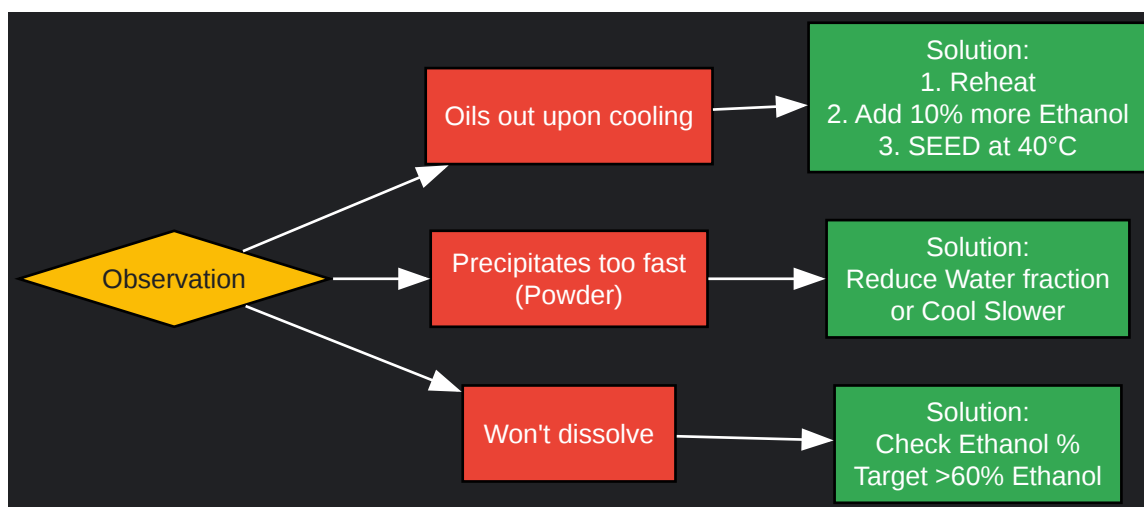 Observation
Oils out upon cooling
Solution:
1. Reheat
2. Add 10% more Ethanol
3. SEED at 40°C
Precipitates too fast
(Powder)
Solution:
Reduce Water fraction
or Cool Slower
Won't dissolve
Solution:
Check Ethanol %
Target >60% Ethanol